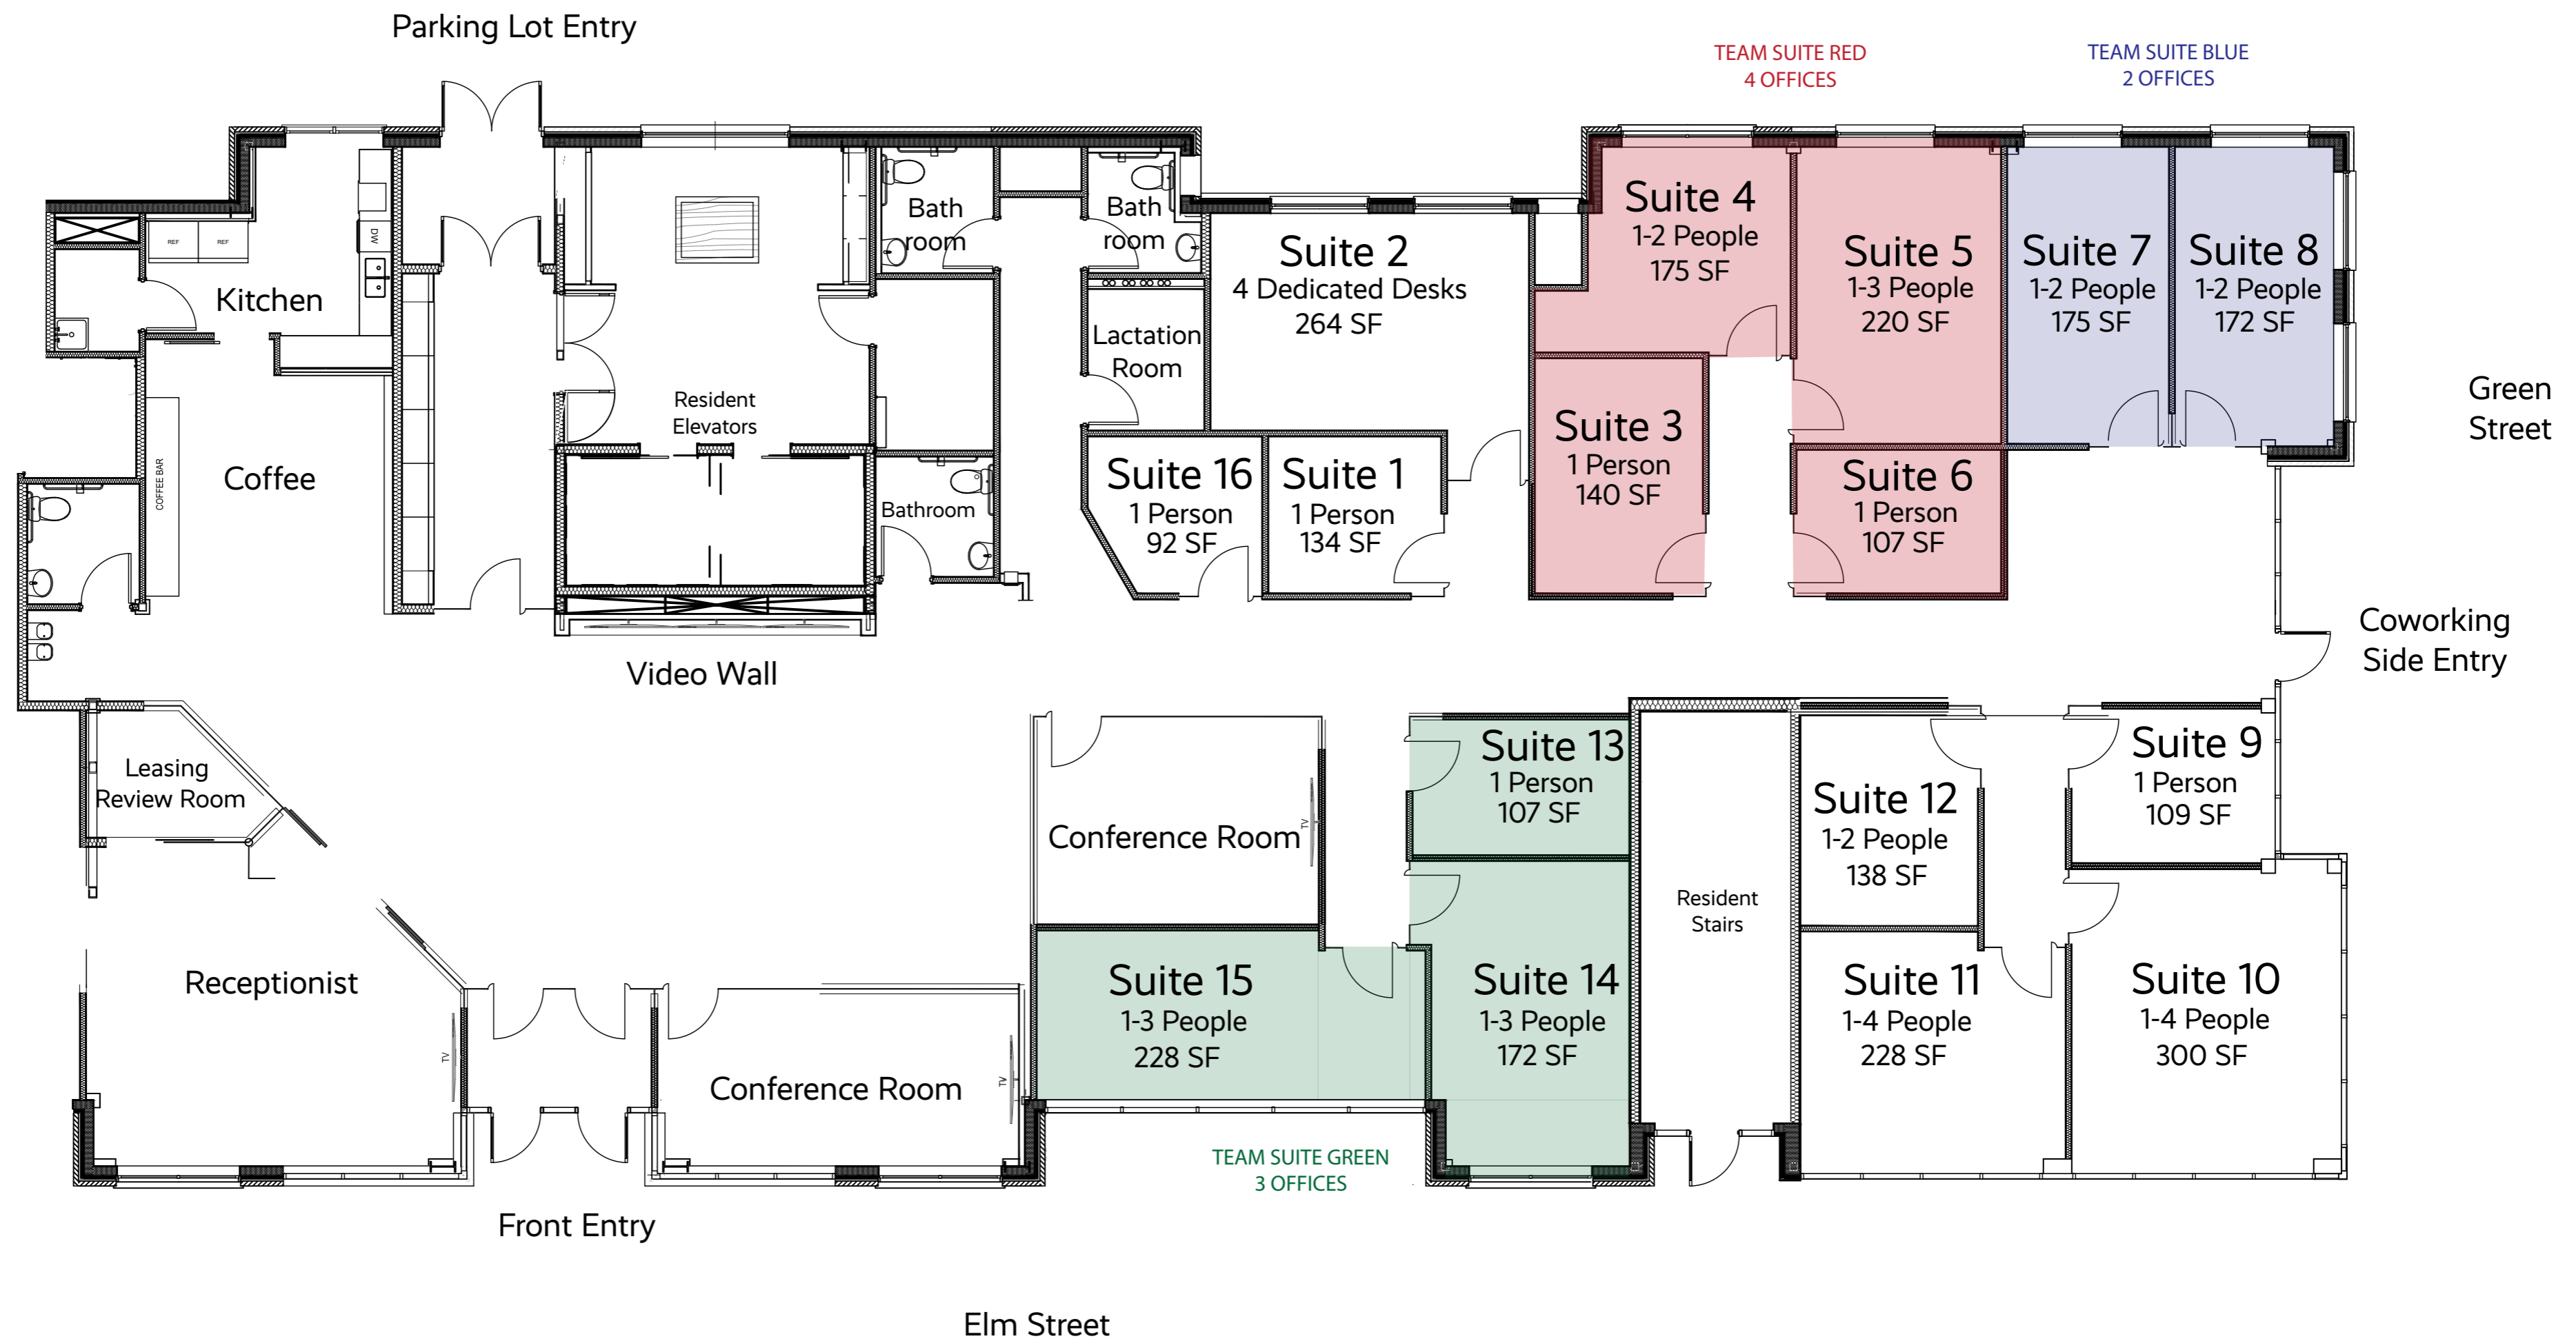 Parking Lot Entry
TEAM SUITE RED
4 OFFICES
TEAM SUITE BLUE
2 OFFICES
REF
REF
DW
Kitchen
COFFEE BAR
Coffee
Resident
Elevators
Bath
room
Bath
room
Lactation
Room
Bathroom
Suite 2
4 Dedicated Desks
264 SF
Suite 4
1-2 People
175 SF
Suite 5
1-3 People
220 SF
Suite 7
1-2 People
175 SF
Suite 8
1-2 People
172 SF
Green
Street
Suite 16
1 Person
92 SF
Suite 1
1 Person
134 SF
Suite 3
1 Person
140 SF
Suite 6
1 Person
107 SF
Coworking
Side Entry
Video Wall
Leasing
Review Room
Conference Room
TV
Suite 13
1 Person
107 SF
Resident
Stairs
Suite 12
1-2 People
138 SF
Suite 9
1 Person
109 SF
Receptionist
TV
Conference Room
TV
Suite 15
1-3 People
228 SF
Suite 14
1-3 People
172 SF
Suite 11
1-4 People
228 SF
Suite 10
1-4 People
300 SF
TEAM SUITE GREEN
3 OFFICES
Front Entry
Elm Street